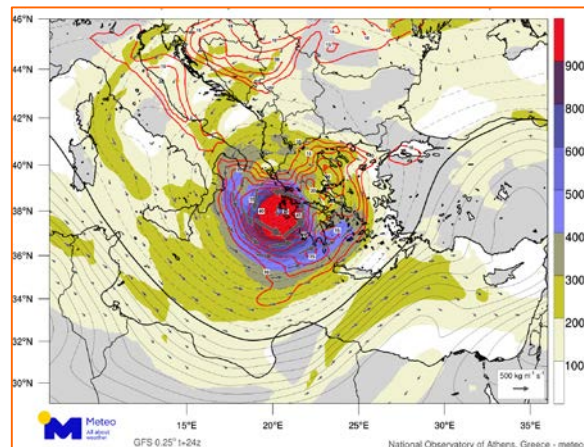 46°N
44°N
42°N
40°N
38°N
36°N
34°N
32°N
30°N
15°E
20°E
25°E
30°E
35°E
900
800
700
600
500
400
300
200
100
500 kg m⁻¹ s⁻¹
Meteo
All about
weather
GFS 0.25° t+24z
National Observatory of Athens, Greece - meteo